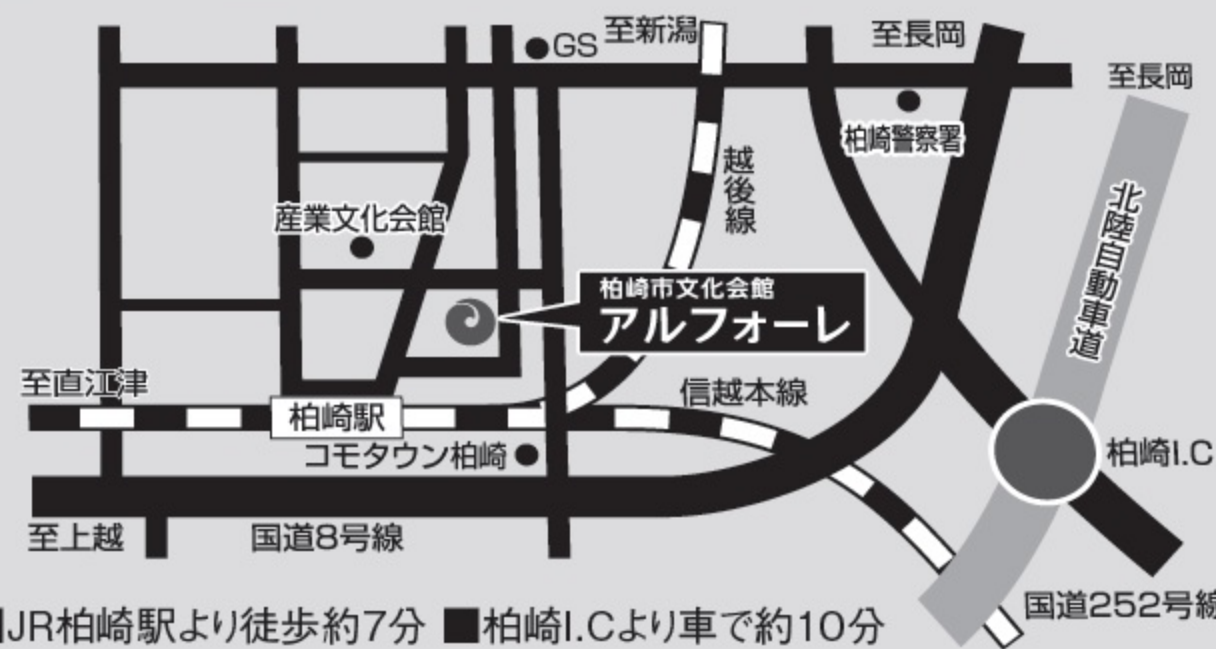 至新潟
GS
至長岡
至長岡
柏崎警察署
越後線
北陸自動車道
産業文化会館
柏崎市文化会館
アルフォーレ
至直江津
柏崎駅
信越本線
コモタウン柏崎
柏崎I.C
至上越
国道8号線
国道252号線
■JR柏崎駅より徒歩約7分 ■柏崎I.Cより車で約10分